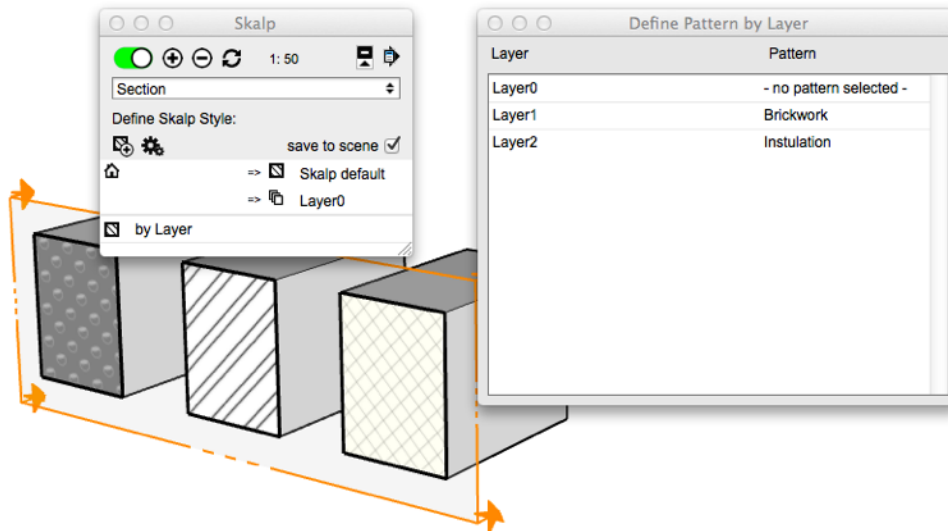 Skalp
1: 50
Section
Define Skalp Style:
save to scene
=> Skalp default
=> Layer0
by Layer
Define Pattern by Layer
Layer Pattern
Layer0 - no pattern selected -
Layer1 Brickwork
Layer2 Instulation